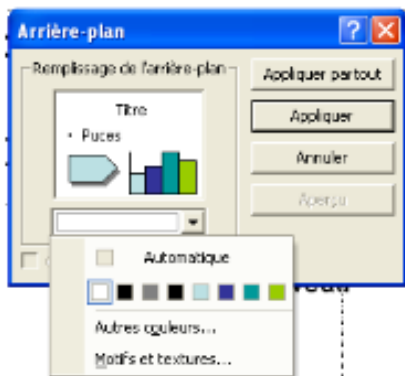 Arrière-plan
Remplissage de l'arrière-plan
Titre
• Puces
Appliquer partout
Appliquer
Annuler
Aperçu
Automatique
Autres couleurs...
Motifs et textures...